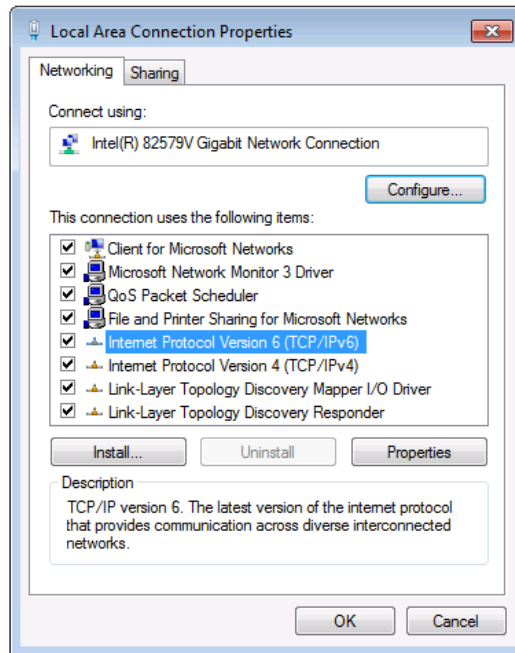 Local Area Connection Properties
Networking
Sharing
Connect using:
Intel(R) 82579V Gigabit Network Connection
Configure...
This connection uses the following items:
Client for Microsoft Networks
Microsoft Network Monitor 3 Driver
QoS Packet Scheduler
File and Printer Sharing for Microsoft Networks
Internet Protocol Version 6 (TCP/IPv6)
Internet Protocol Version 4 (TCP/IPv4)
Link-Layer Topology Discovery Mapper I/O Driver
Link-Layer Topology Discovery Responder
Install...
Uninstall
Properties
Description
TCP/IP version 6. The latest version of the internet protocol
that provides communication across diverse interconnected
networks.
OK
Cancel